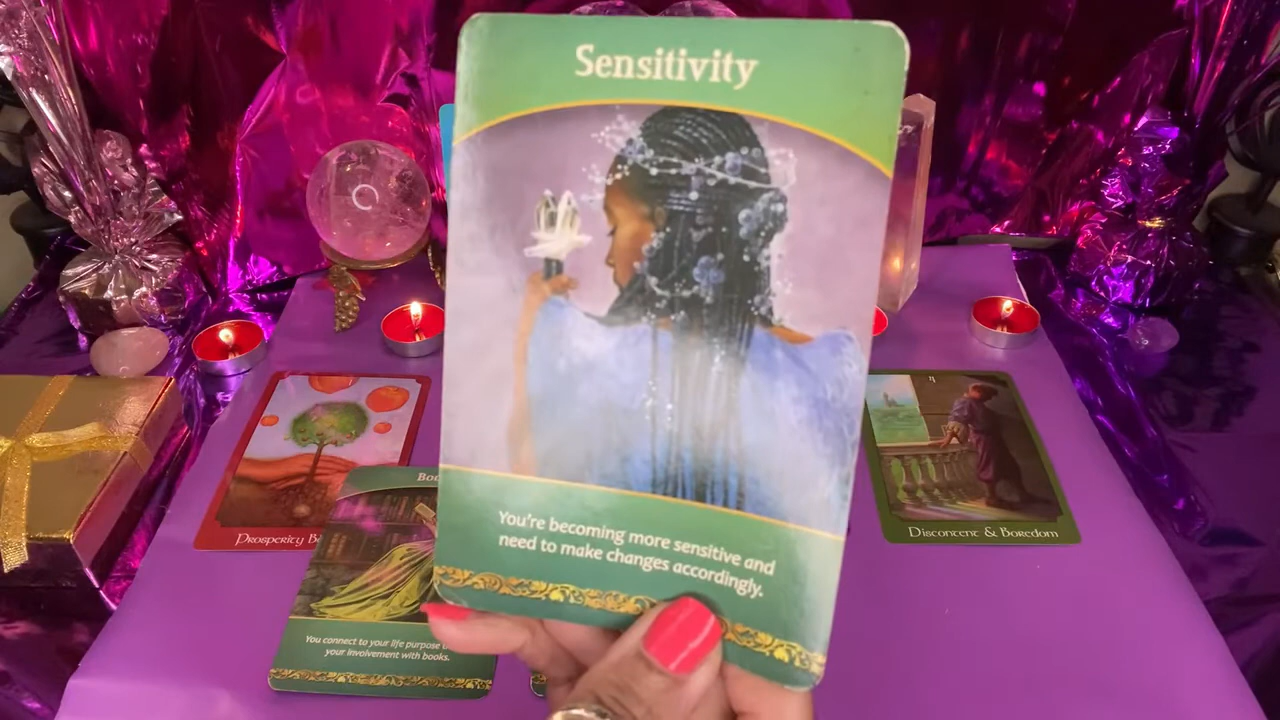 Sensitivity
You're becoming more sensitive and
need to make changes accordingly.
Prosperity
4
Discontent & Boredom
You connect to your life purpose
your involvement with books.